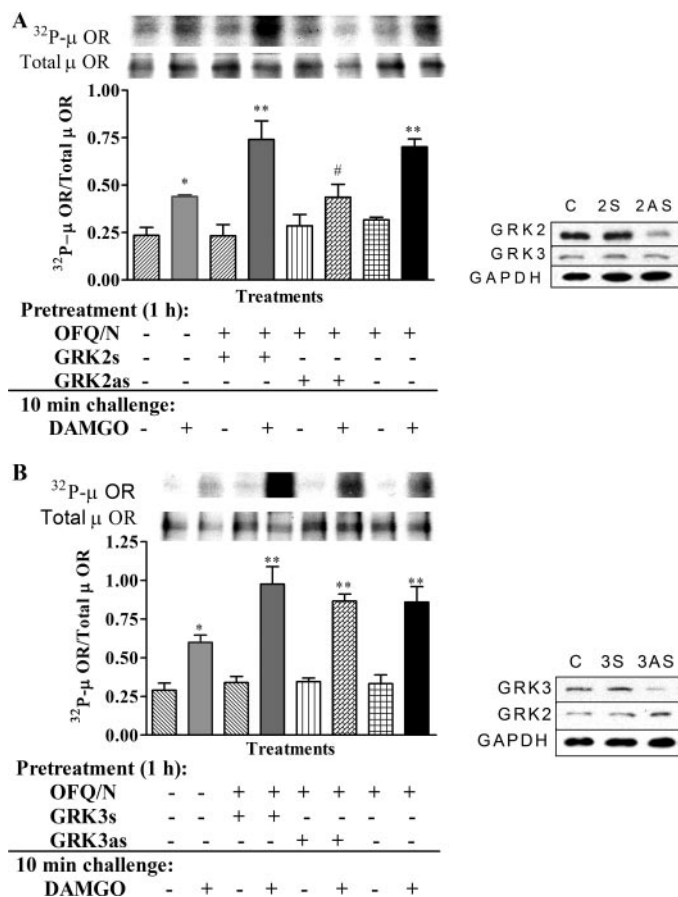 A
³²P-μ OR
Total μ OR
³²P-μ OR/Total μ OR
1.00
0.75
0.50
0.25
0.00
*
**
#
**
Treatments
Pretreatment (1 h):
OFQ/N - - + + + + + +
GRK2s - - + + - - - -
GRK2as - - - - + + - -
10 min challenge:
DAMGO - + - + - + - +
C 2S 2AS
GRK2
GRK3
GAPDH
B
³²P-μ OR
Total μ OR
³²P-μ OR/Total μ OR
1.25
1.00
0.75
0.50
0.25
0.00
*
**
**
**
Treatments
Pretreatment (1 h):
OFQ/N - - + + + + + +
GRK3s - - + + - - - -
GRK3as - - - - + + - -
10 min challenge:
DAMGO - + - + - + - +
C 3S 3AS
GRK3
GRK2
GAPDH